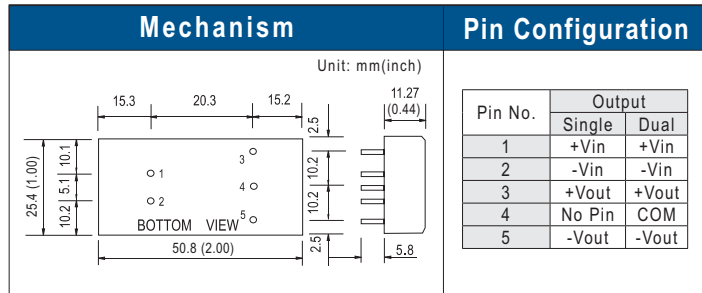 Mechanism
Pin Configuration
Unit: mm(inch)
15.3
20.3
15.2
11.27
(0.44)
2.5
10.1
5.1
10.2
25.4 (1.00)
1
2
3
4
5
10.2
10.2
2.5
BOTTOM VIEW
50.8 (2.00)
5.8
Pin No. Output
Single Dual
1 +Vin +Vin
2 -Vin -Vin
3 +Vout +Vout
4 No Pin COM
5 -Vout -Vout